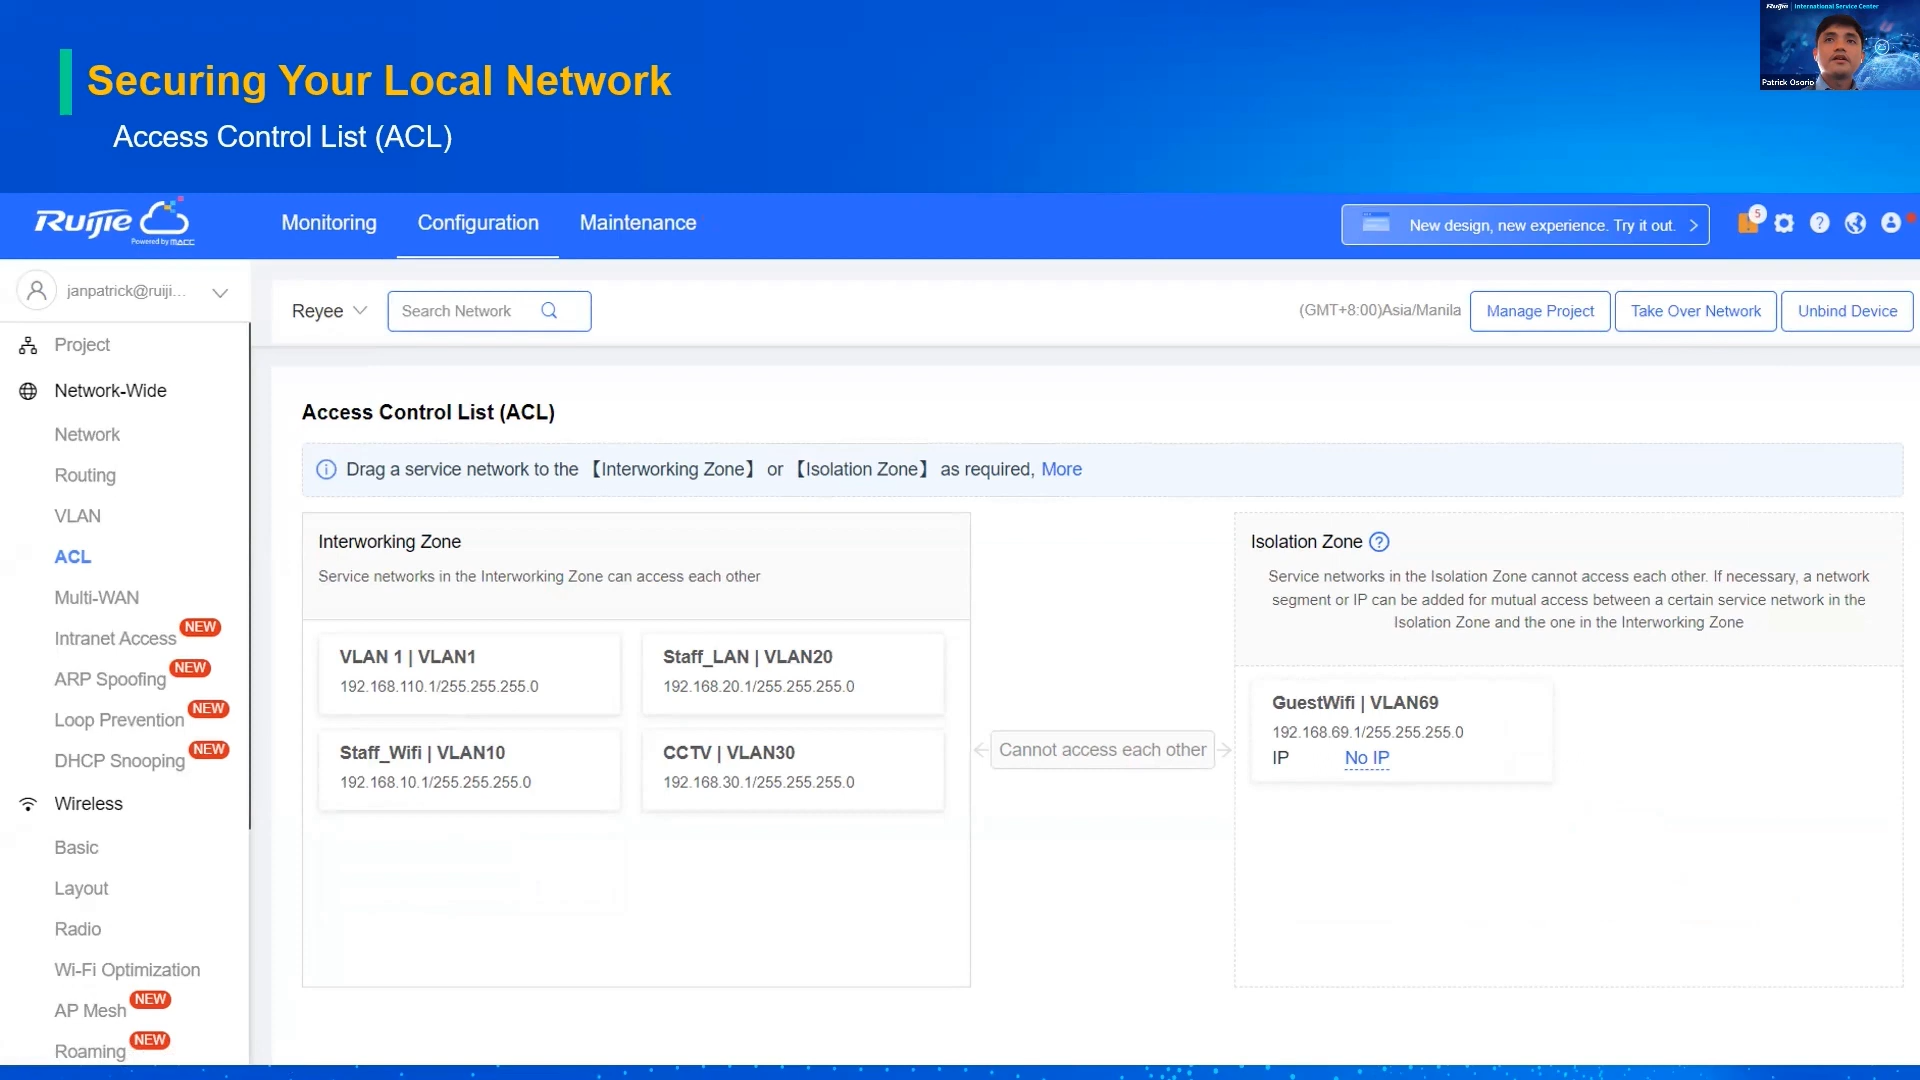 Ruijie | International Service Center
Patrick Osorio
Securing Your Local Network
Access Control List (ACL)
Ruijie
Powered by MACC
Monitoring
Configuration
Maintenance
New design, new experience. Try it out.
5
janpatrick@ruiji...
Reyee
Search Network
(GMT+8:00)Asia/Manila
Manage Project
Take Over Network
Unbind Device
Project
Network-Wide
Network
Routing
VLAN
ACL
Multi-WAN
Intranet Access NEW
ARP Spoofing NEW
Loop Prevention NEW
DHCP Snooping NEW
Wireless
Basic
Layout
Radio
Wi-Fi Optimization
AP Mesh NEW
Roaming NEW
Access Control List (ACL)
Drag a service network to the 【Interworking Zone】 or 【Isolation Zone】 as required, More
Interworking Zone
Service networks in the Interworking Zone can access each other
VLAN 1 | VLAN1
192.168.110.1/255.255.255.0
Staff_LAN | VLAN20
192.168.20.1/255.255.255.0
Staff_Wifi | VLAN10
192.168.10.1/255.255.255.0
CCTV | VLAN30
192.168.30.1/255.255.255.0
Cannot access each other
Isolation Zone
Service networks in the Isolation Zone cannot access each other. If necessary, a network
segment or IP can be added for mutual access between a certain service network in the
Isolation Zone and the one in the Interworking Zone
GuestWifi | VLAN69
192.168.69.1/255.255.255.0
IP No IP